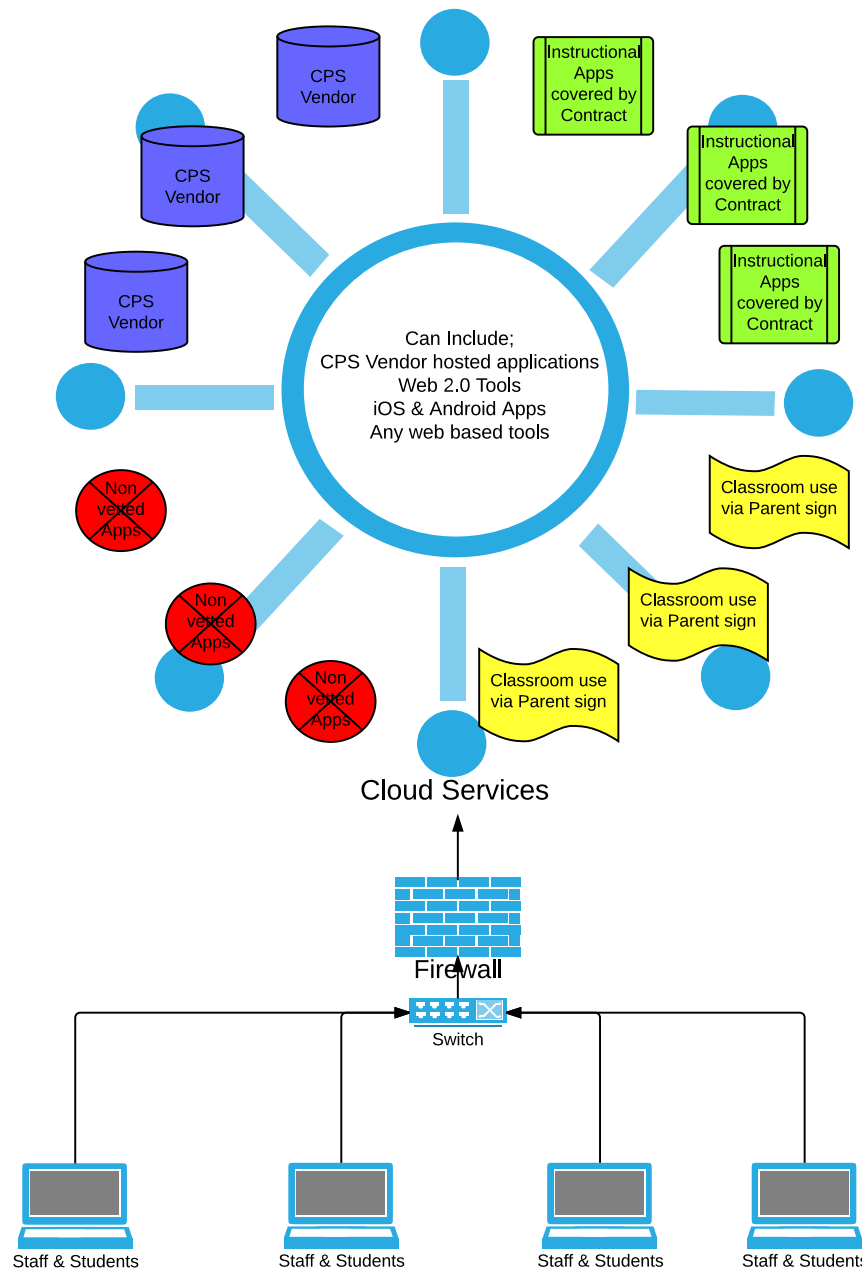 CPS
Vendor
Instructional
Apps
covered by
Contract
CPS
Vendor
Instructional
Apps
covered by
Contract
CPS
Vendor
Instructional
Apps
covered by
Contract
Can Include;
CPS Vendor hosted applications
Web 2.0 Tools
iOS & Android Apps
Any web based tools
Non
vetted
Apps
Classroom use
via Parent sign
Non
vetted
Apps
Classroom use
via Parent sign
Non
vetted
Apps
Classroom use
via Parent sign
Cloud Services
Firewall
Switch
Staff & Students
Staff & Students
Staff & Students
Staff & Students